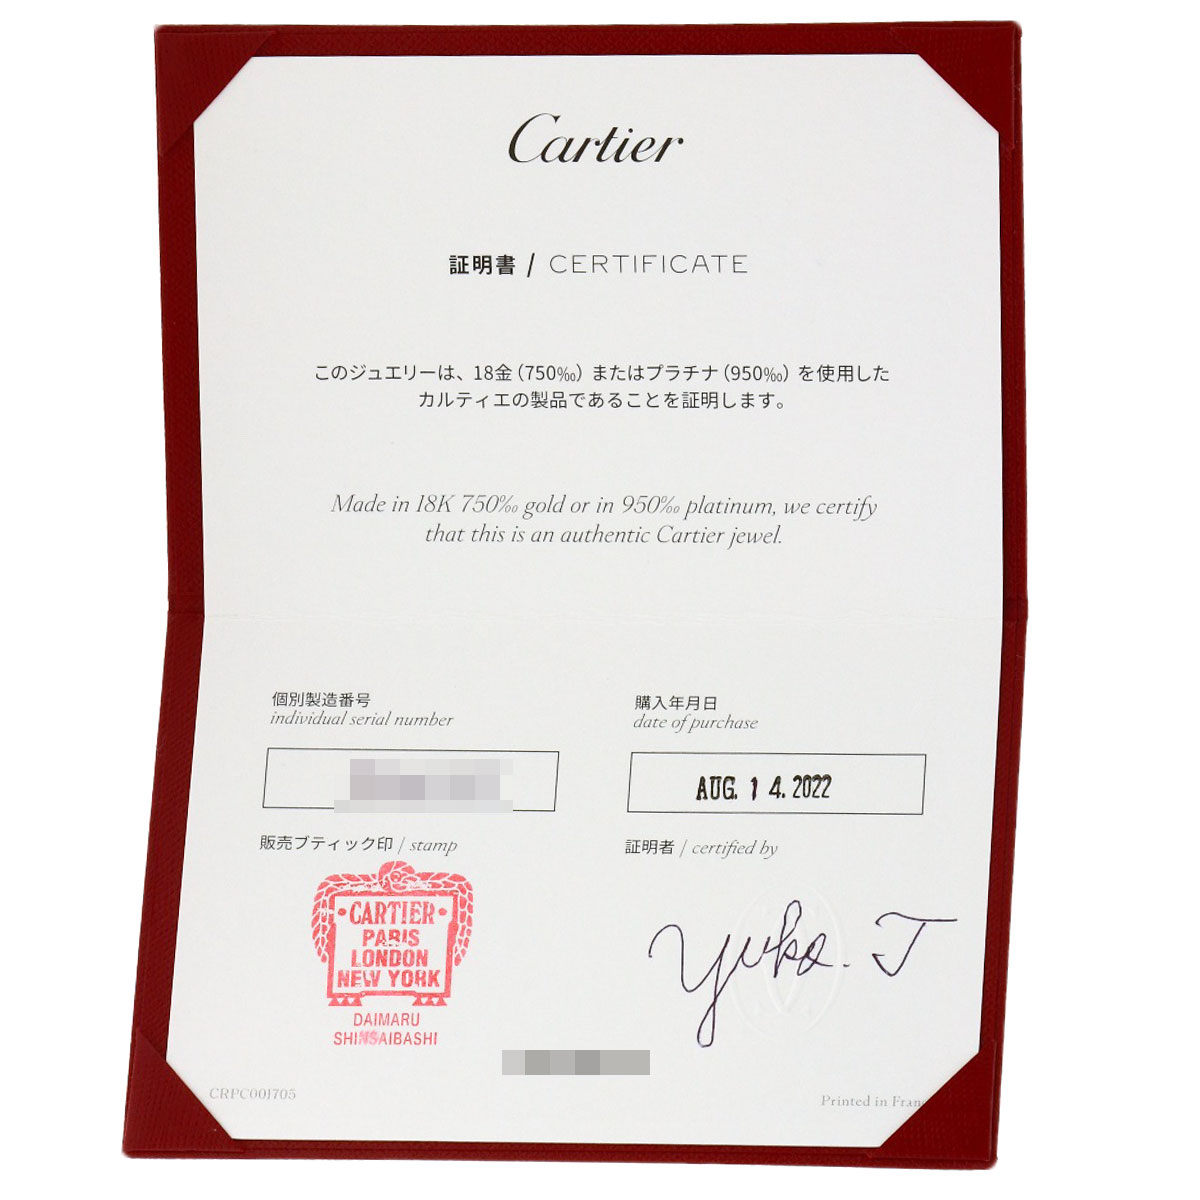 Cartier
証明書 / CERTIFICATE
このジュエリーは、18金(750‰)またはプラチナ(950‰)を使用した
カルティエの製品であることを証明します。
Made in 18K 750‰ gold or in 950‰ platinum, we certify
that this is an authentic Cartier jewel.
個別製造番号
individual serial number
購入年月日
date of purchase
AUG. 14. 2022
販売ブティック印 / stamp
証明者 / certified by
CARTIER
PARIS
LONDON
NEW YORK
DAIMARU
SHINSAIBASHI
Yuko. T
CRPC001705
Printed in Fran